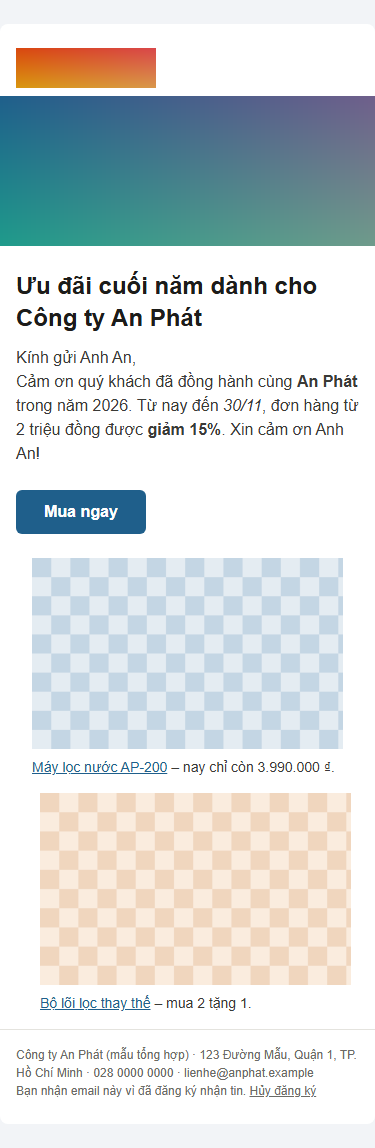 Ưu đãi cuối năm dành cho
Công ty An Phát
Kính gửi Anh An,
Cảm ơn quý khách đã đồng hành cùng An Phát
trong năm 2026. Từ nay đến 30/11, đơn hàng từ
2 triệu đồng được giảm 15%. Xin cảm ơn Anh
An!
Mua ngay
Máy lọc nước AP-200 – nay chỉ còn 3.990.000 ₫.
Bộ lõi lọc thay thế – mua 2 tặng 1.
Công ty An Phát (mẫu tổng hợp) · 123 Đường Mẫu, Quận 1, TP.
Hồ Chí Minh · 028 0000 0000 · lienhe@anphat.example
Bạn nhận email này vì đã đăng ký nhận tin. Hủy đăng ký